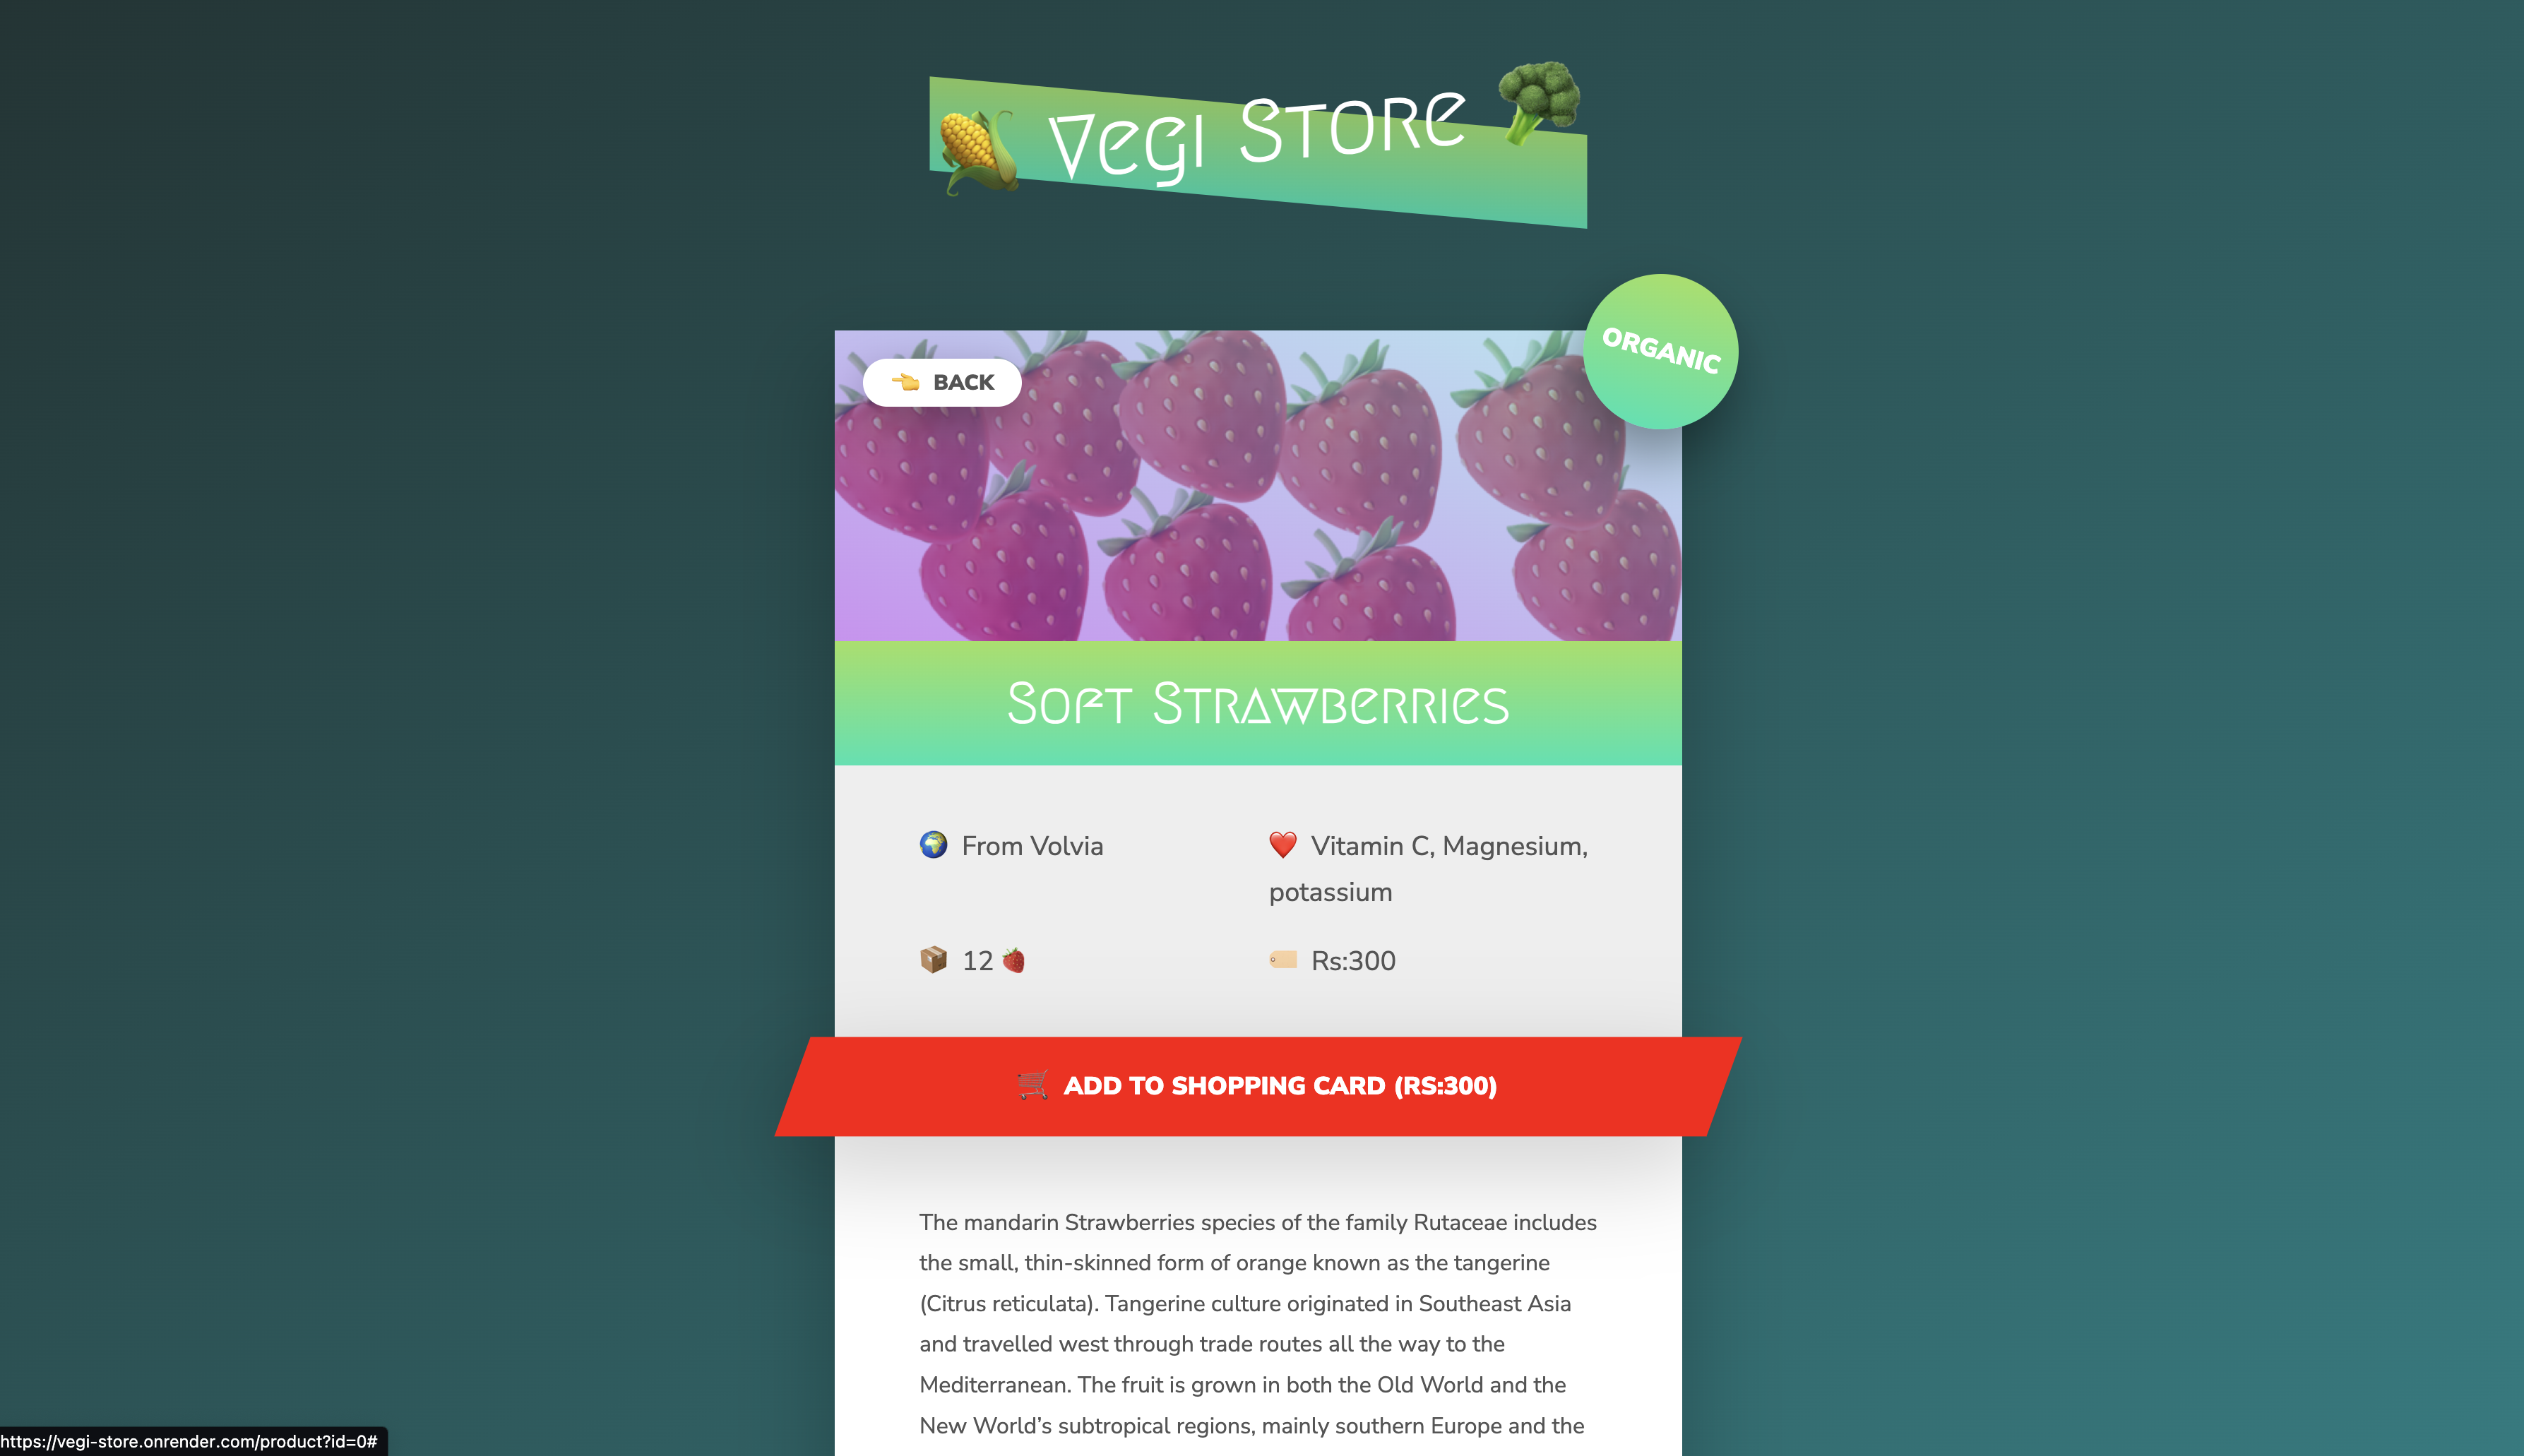 Vegi Store
ORGANIC
👈 BACK
Soft Strawberries
🌍 From Volvia
❤️ Vitamin C, Magnesium,
potassium
📦 12 🍓
🏷️ Rs:300
🛒 ADD TO SHOPPING CARD (RS:300)
The mandarin Strawberries species of the family Rutaceae includes
the small, thin-skinned form of orange known as the tangerine
(Citrus reticulata). Tangerine culture originated in Southeast Asia
and travelled west through trade routes all the way to the
Mediterranean. The fruit is grown in both the Old World and the
New World’s subtropical regions, mainly southern Europe and the
https://vegi-store.onrender.com/product?id=0#